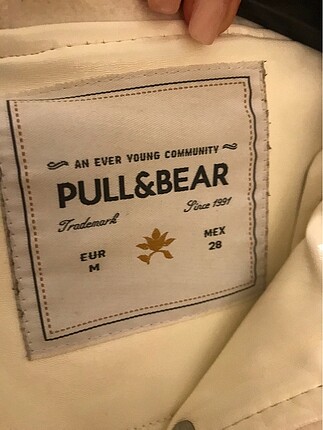 AN EVER YOUNG COMMUNITY
PULL&BEAR
Trademark Since 1991
EUR MEX
M 28